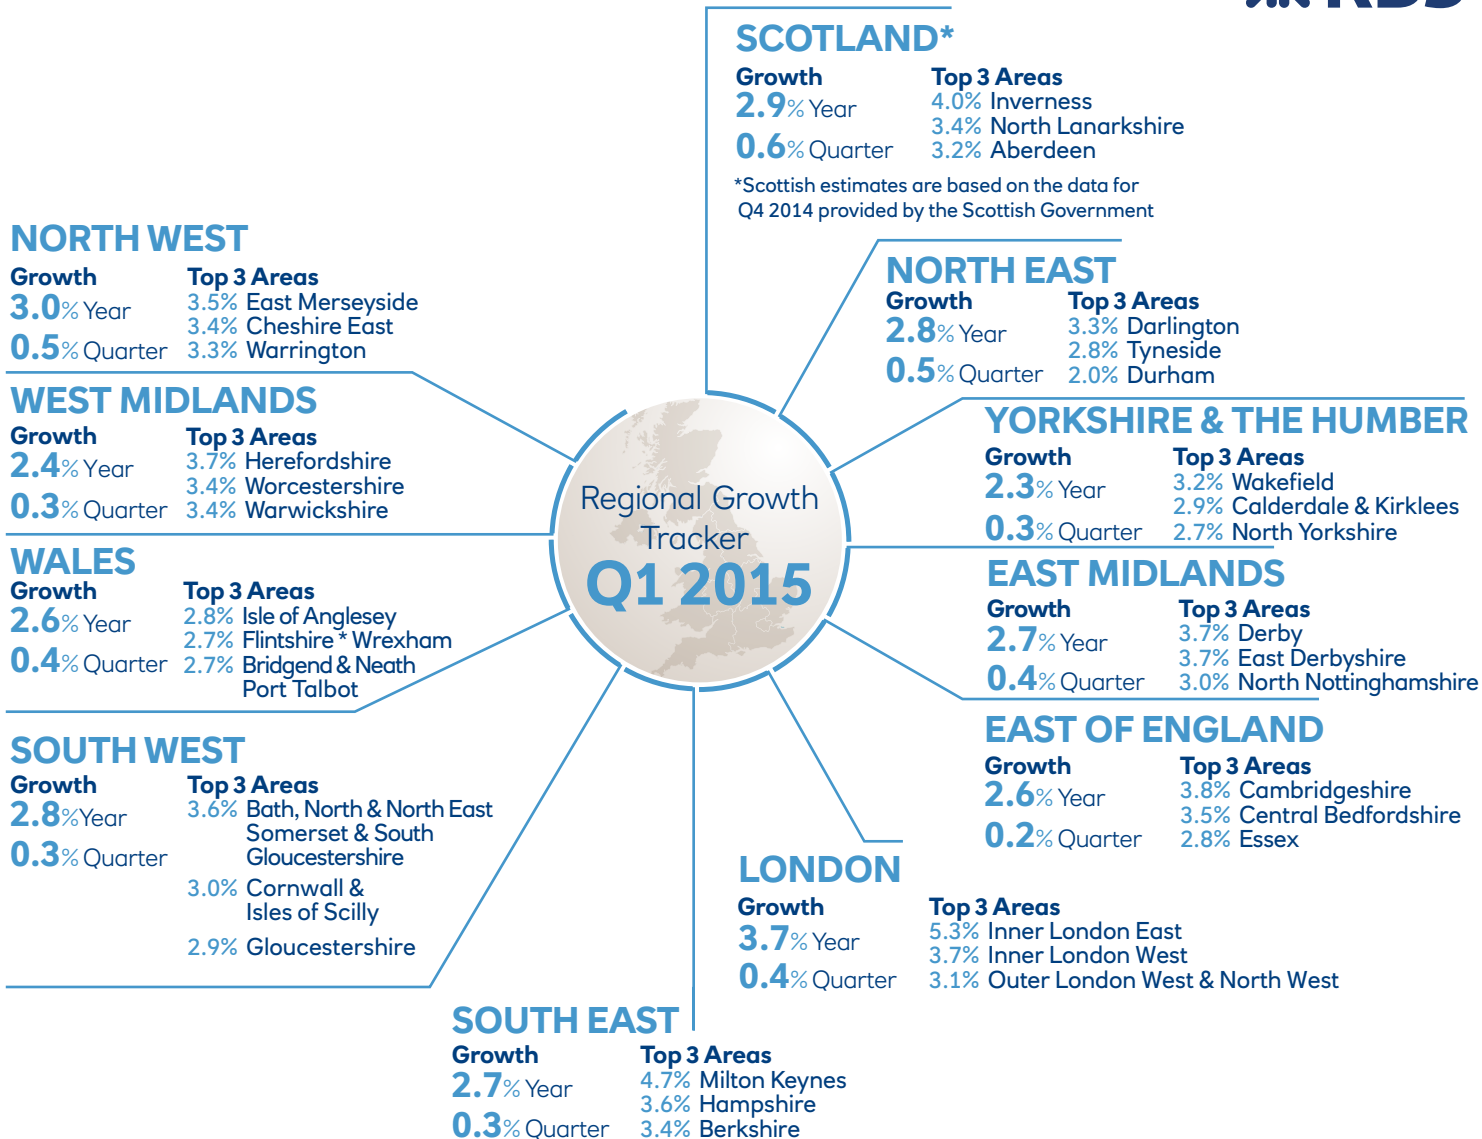 RBS
SCOTLAND*
Growth
2.9% Year
0.6% Quarter
Top 3 Areas
4.0% Inverness
3.4% North Lanarkshire
3.2% Aberdeen
*Scottish estimates are based on the data for
Q4 2014 provided by the Scottish Government
NORTH WEST
Growth
3.0% Year
0.5% Quarter
Top 3 Areas
3.5% East Merseyside
3.4% Cheshire East
3.3% Warrington
NORTH EAST
Growth
2.8% Year
0.5% Quarter
Top 3 Areas
3.3% Darlington
2.8% Tyneside
2.0% Durham
WEST MIDLANDS
Growth
2.4% Year
0.3% Quarter
Top 3 Areas
3.7% Herefordshire
3.4% Worcestershire
3.4% Warwickshire
YORKSHIRE & THE HUMBER
Growth
2.3% Year
0.3% Quarter
Top 3 Areas
3.2% Wakefield
2.9% Calderdale & Kirklees
2.7% North Yorkshire
Regional Growth
Tracker
Q1 2015
WALES
Growth
2.6% Year
0.4% Quarter
Top 3 Areas
2.8% Isle of Anglesey
2.7% Flintshire * Wrexham
2.7% Bridgend & Neath
Port Talbot
EAST MIDLANDS
Growth
2.7% Year
0.4% Quarter
Top 3 Areas
3.7% Derby
3.7% East Derbyshire
3.0% North Nottinghamshire
SOUTH WEST
Growth
2.8%Year
0.3% Quarter
Top 3 Areas
3.6% Bath, North & North East
Somerset & South
Gloucestershire
3.0% Cornwall &
Isles of Scilly
2.9% Gloucestershire
EAST OF ENGLAND
Growth
2.6% Year
0.2% Quarter
Top 3 Areas
3.8% Cambridgeshire
3.5% Central Bedfordshire
2.8% Essex
LONDON
Growth
3.7% Year
0.4% Quarter
Top 3 Areas
5.3% Inner London East
3.7% Inner London West
3.1% Outer London West & North West
SOUTH EAST
Growth
2.7% Year
0.3% Quarter
Top 3 Areas
4.7% Milton Keynes
3.6% Hampshire
3.4% Berkshire